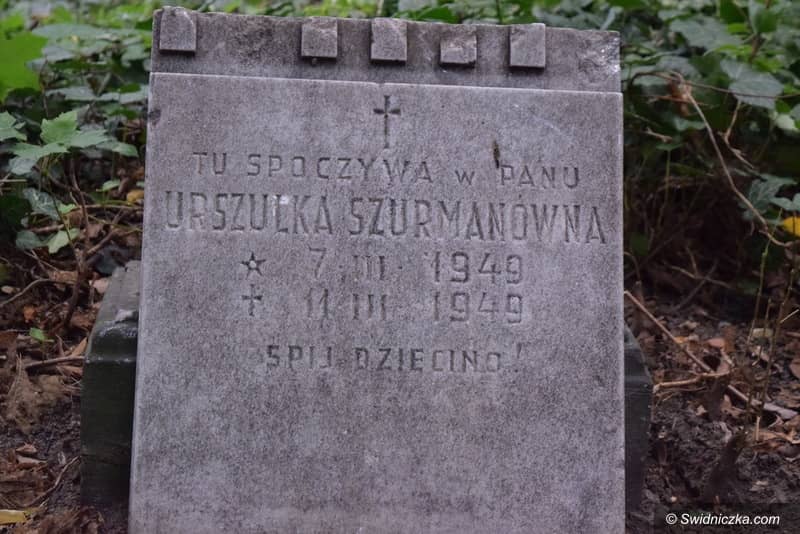 TU SPOCZYWA W PANU
URSZULKA SZURMANÓWNA
7 III 1949
11 III 1949
ŚPIJ DZIECINO!
© Swidniczka.com